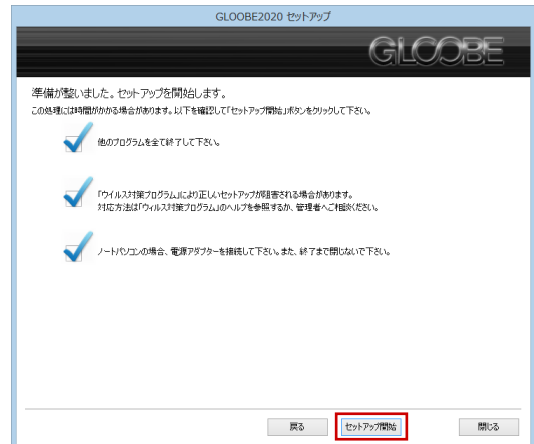 GLOOBE2020 セットアップ
GLOOBE
準備が整いました。セットアップを開始します。
この処理には時間がかかる場合があります。以下を確認して「セットアップ開始」ボタンをクリックして下さい。
他のプログラムを全て終了して下さい。
「ウイルス対策プログラム」により正しいセットアップが阻害される場合があります。
対応方法は「ウィルス対策プログラム」のヘルプを参照するか、管理者へご相談ください。
ノートパソコンの場合、電源アダプターを接続して下さい。また、終了まで閉じないで下さい。
戻る
セットアップ開始
閉じる